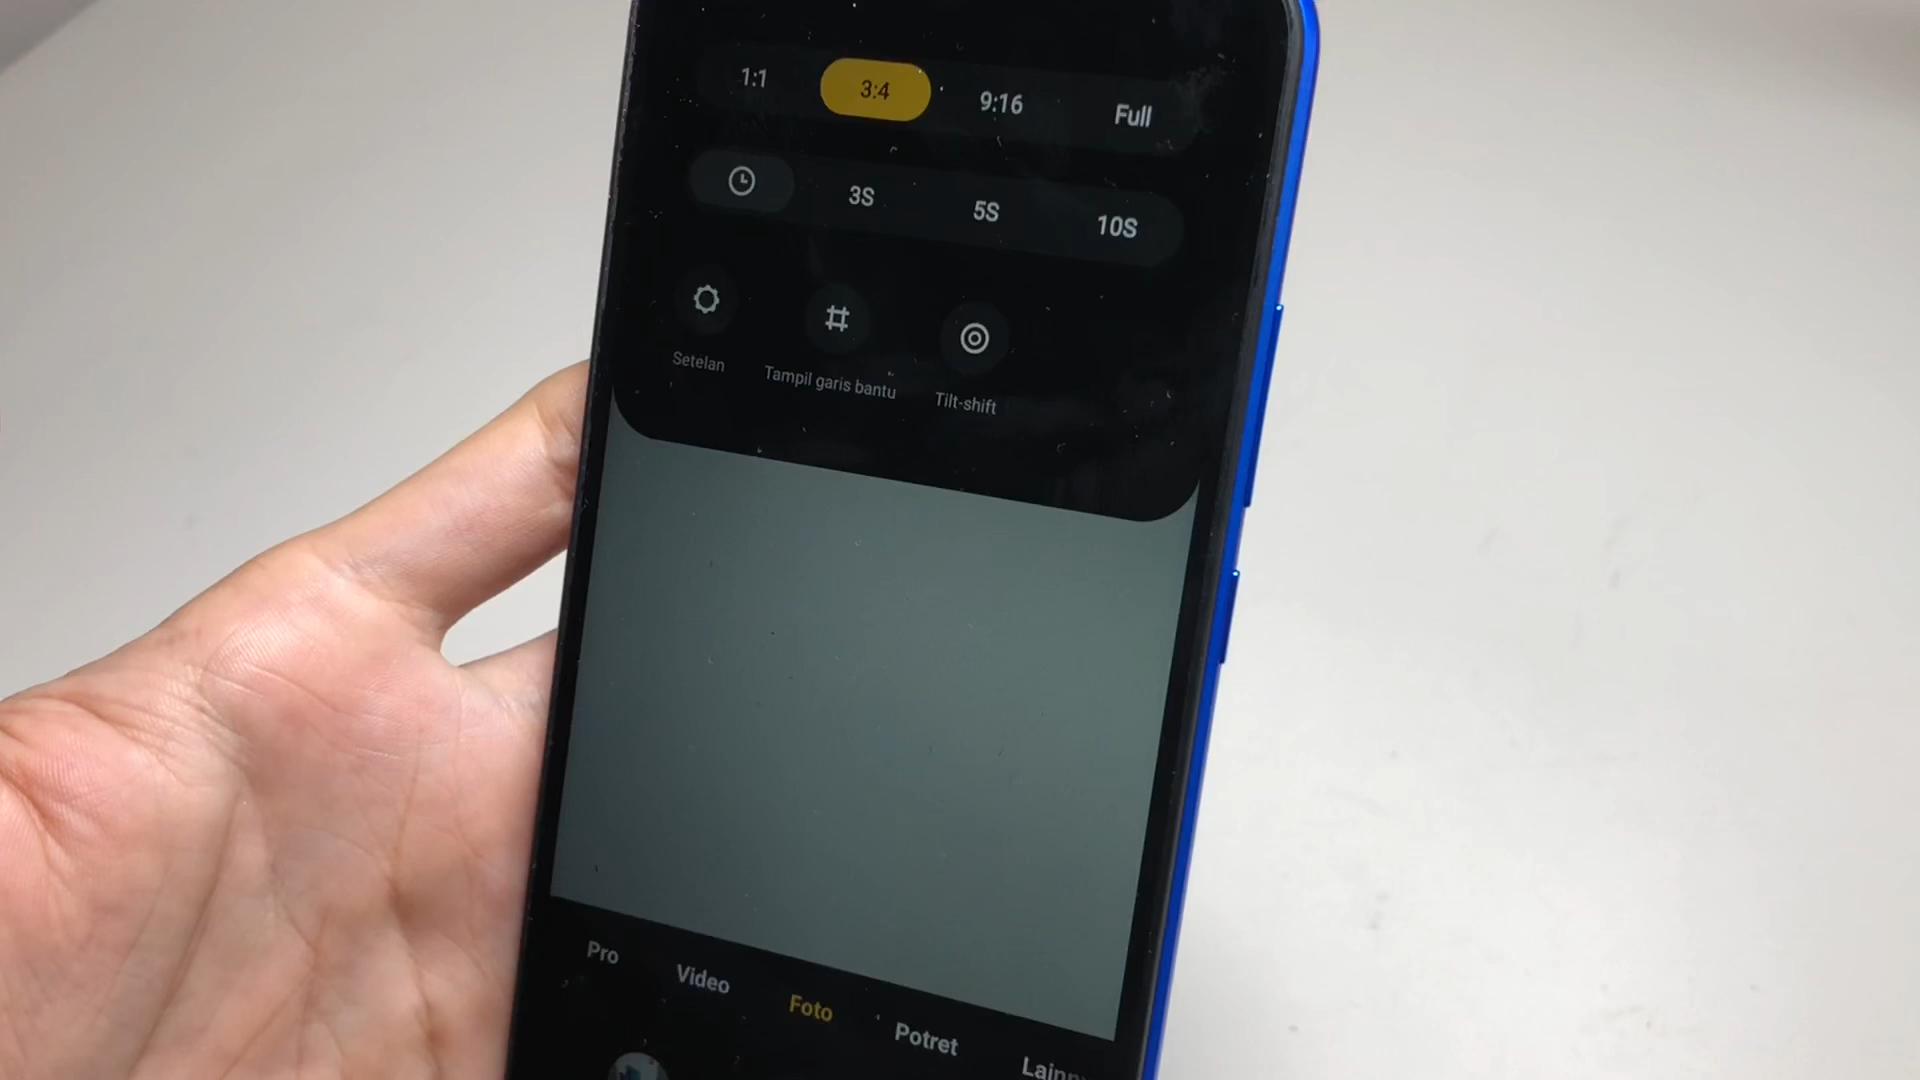 1:1 3:4 9:16 Full
3S 5S 10S
Setelan Tampil garis bantu Tilt-shift
Pro Video Foto Potret